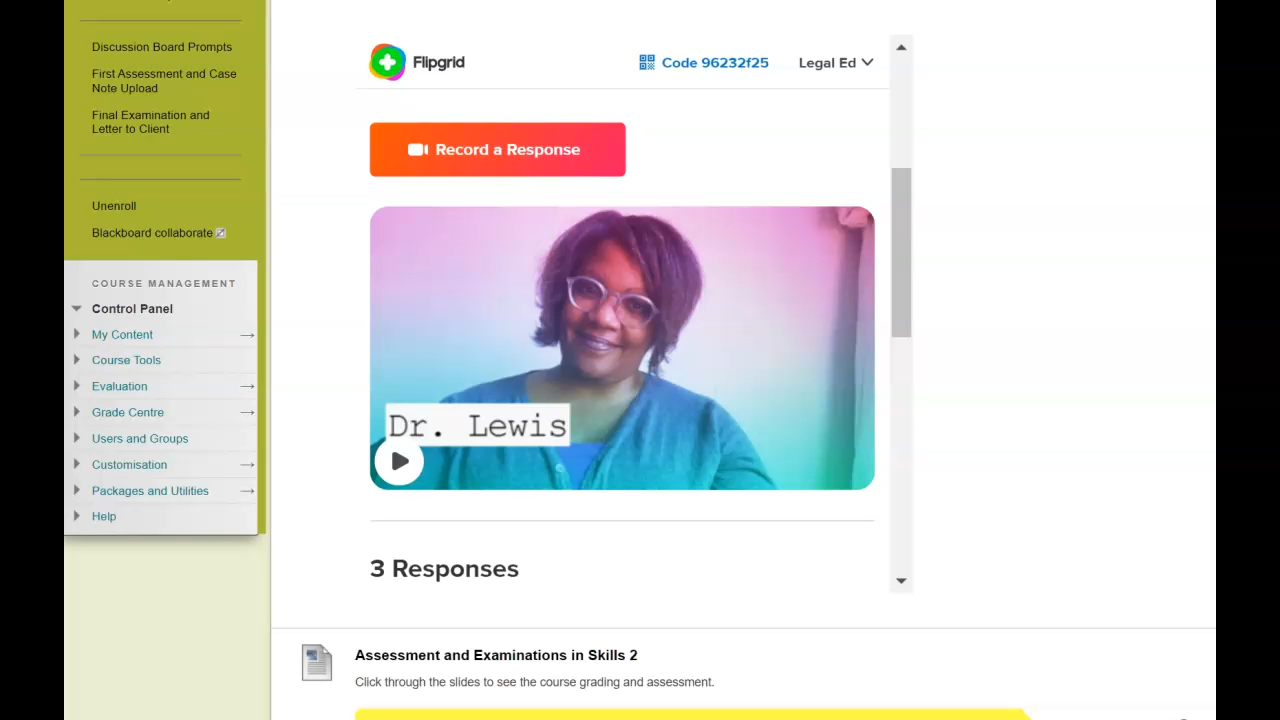 Discussion Board Prompts
First Assessment and Case
Note Upload
Final Examination and
Letter to Client
Unenroll
Blackboard collaborate
COURSE MANAGEMENT
Control Panel
My Content
Course Tools
Evaluation
Grade Centre
Users and Groups
Customisation
Packages and Utilities
Help
Flipgrid
Code 96232f25
Legal Ed
Record a Response
Dr. Lewis
3 Responses
Assessment and Examinations in Skills 2
Click through the slides to see the course grading and assessment.